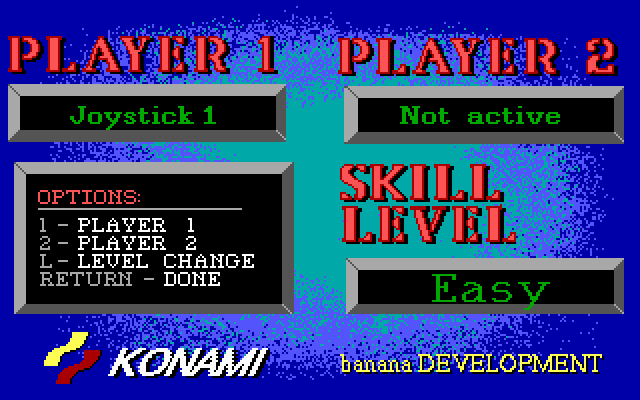 PLAYER 1
PLAYER 2
Joystick 1
Not active
OPTIONS:
1 - PLAYER 1
2 - PLAYER 2
L - LEVEL CHANGE
RETURN - DONE
SKILL
LEVEL
Easy
KONAMI
banana DEVELOPMENT